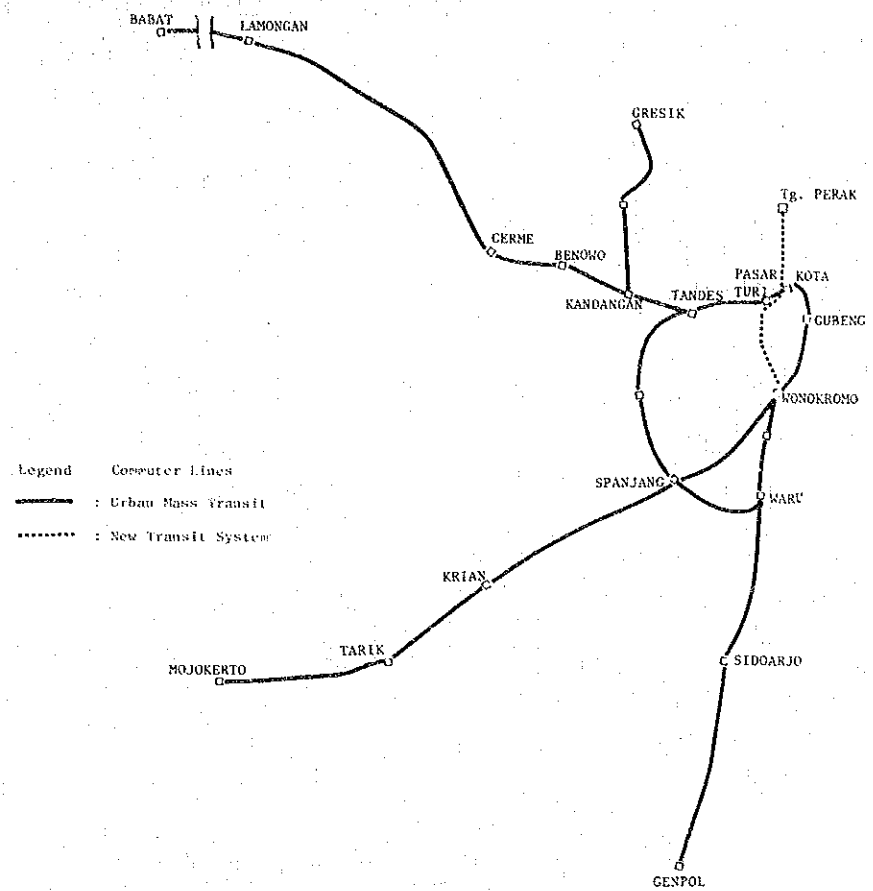 BABAT
LAMONGAN
GRESIK
Tg. PERAK
CERME
BENOWO
PASAR
TURI
KOTA
KANDANGAN
TANDES
GUBENG
WONOKROMO
Legend Commuter Lines
SPANJANG
WARU
: Urban Mass Transit
: New Transit System
KRIAN
TARIK
SIDOARJO
MOJOKERTO
GENPOL